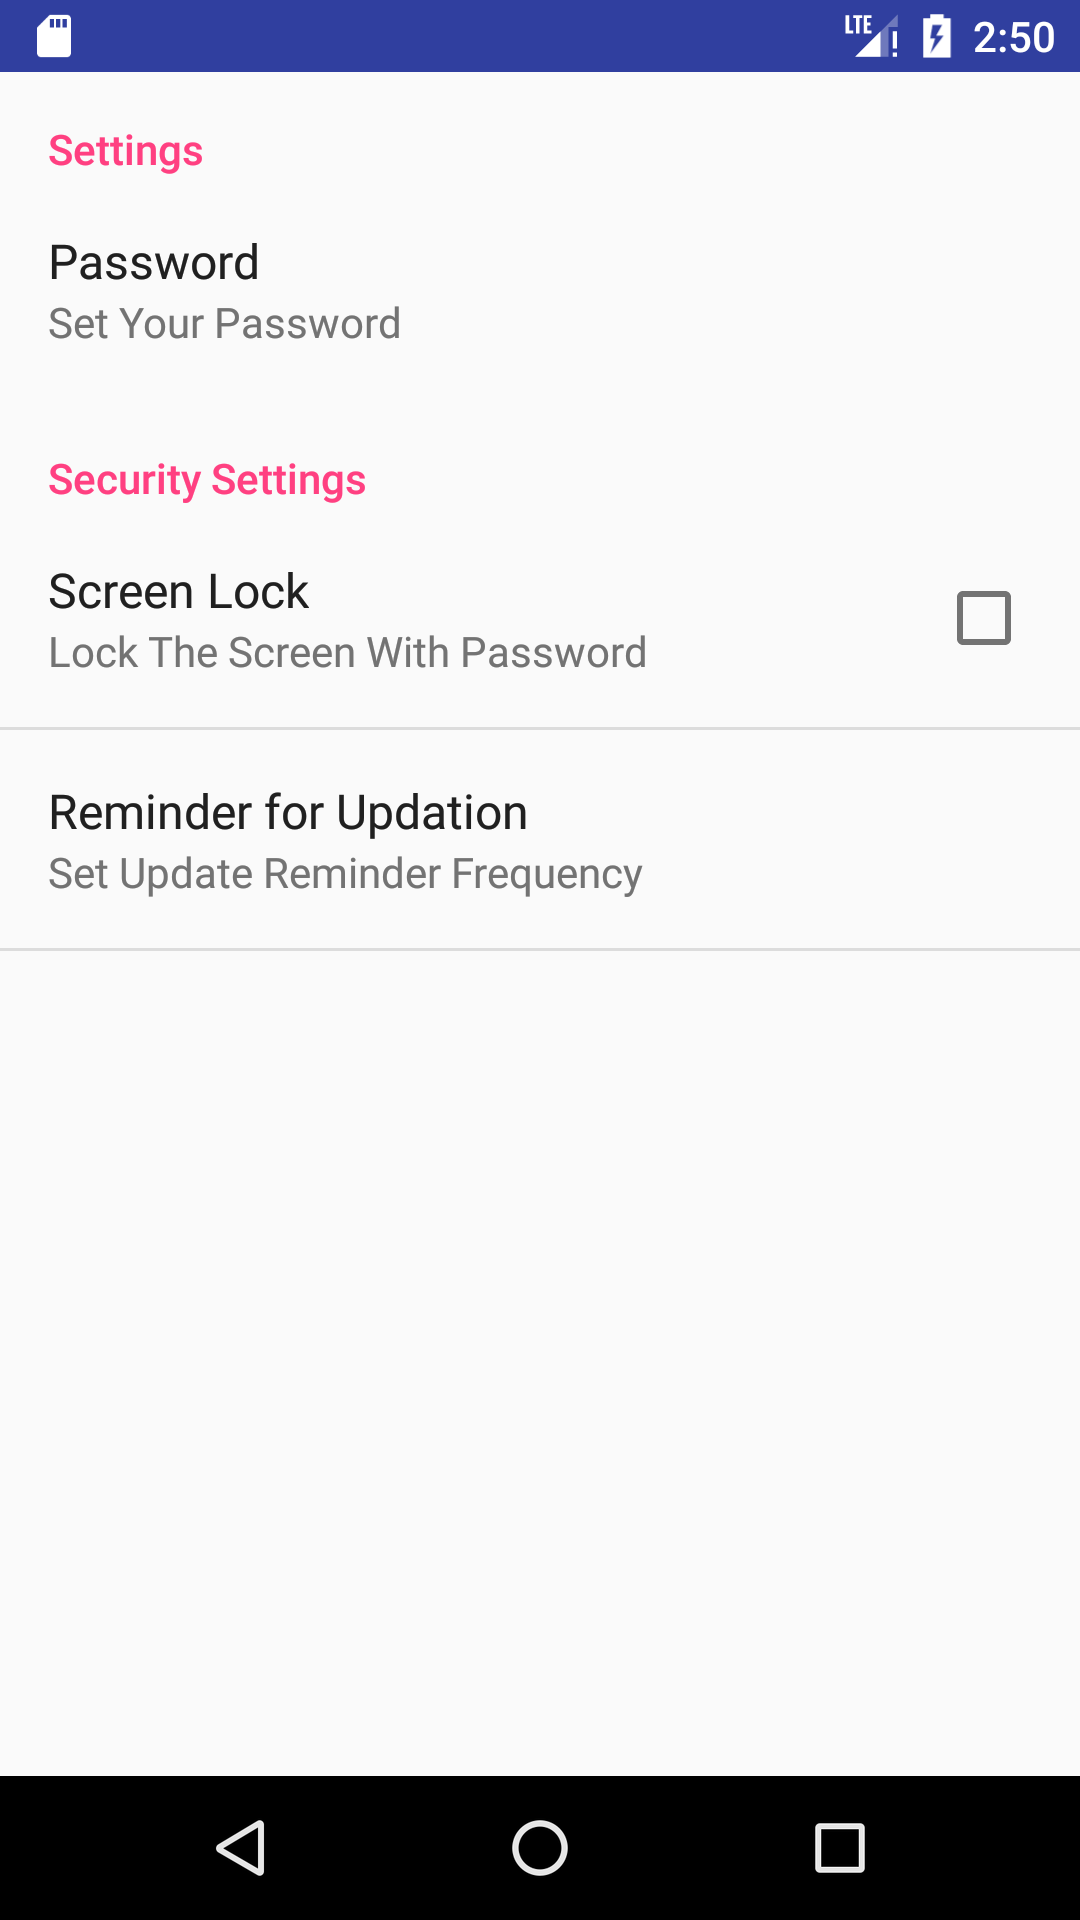 LTE 2:50
Settings
Password
Set Your Password
Security Settings
Screen Lock
Lock The Screen With Password
Reminder for Updation
Set Update Reminder Frequency